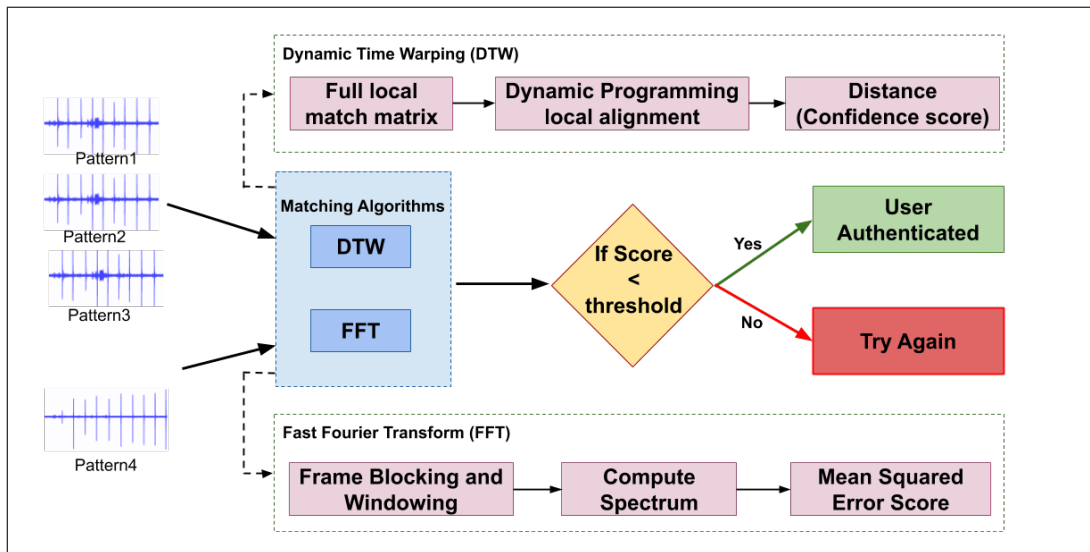 Dynamic Time Warping (DTW)
Full local
match matrix
Dynamic Programming
local alignment
Distance
(Confidence score)
Pattern1
Pattern2
Pattern3
Pattern4
Matching Algorithms
DTW
FFT
If Score
<
threshold
Yes
No
User
Authenticated
Try Again
Fast Fourier Transform (FFT)
Frame Blocking and
Windowing
Compute
Spectrum
Mean Squared
Error Score